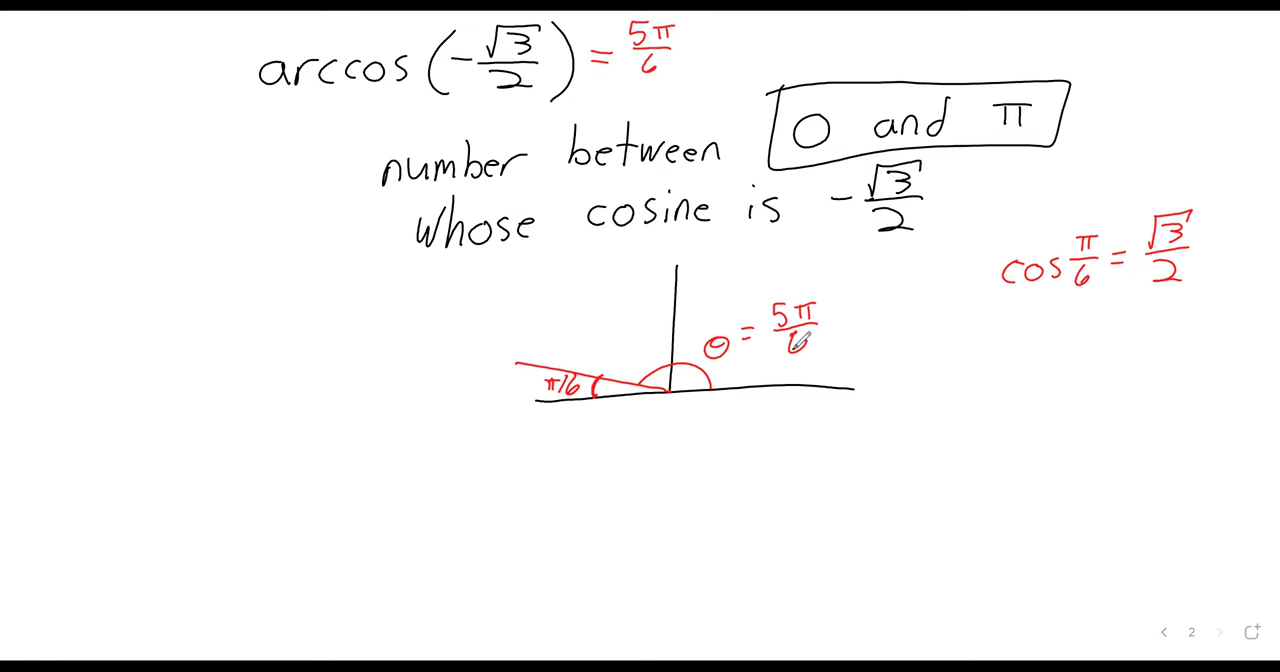 arccos(-√3/2) = 5π/6
number between 0 and π
whose cosine is -√3/2
cos π/6 = √3/2
θ = 5π/6
π/6
2